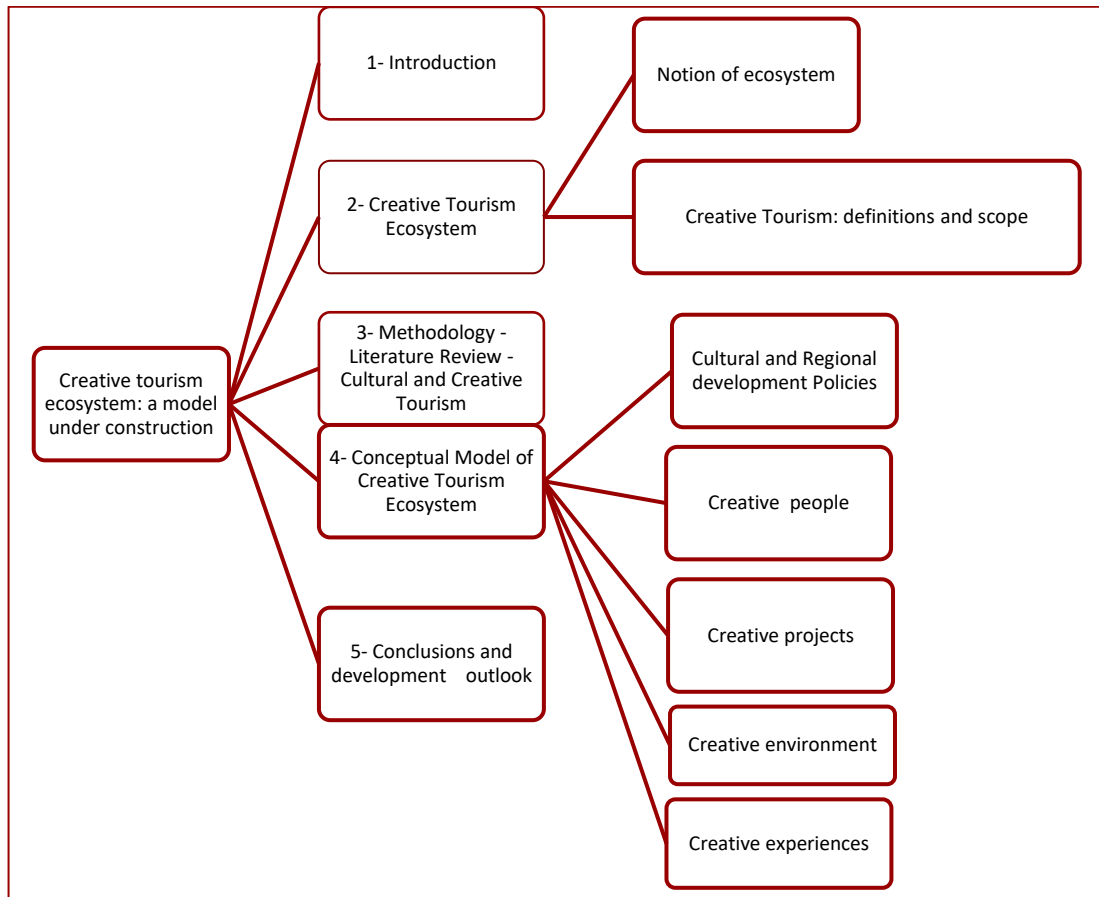 Creative tourism
ecosystem: a model
under construction
1- Introduction
2- Creative Tourism
Ecosystem
Notion of ecosystem
Creative Tourism: definitions and scope
3- Methodology -
Literature Review -
Cultural and Creative
Tourism
4- Conceptual Model of
Creative Tourism
Ecosystem
Cultural and Regional
development Policies
Creative people
Creative projects
Creative environment
Creative experiences
5- Conclusions and
development outlook